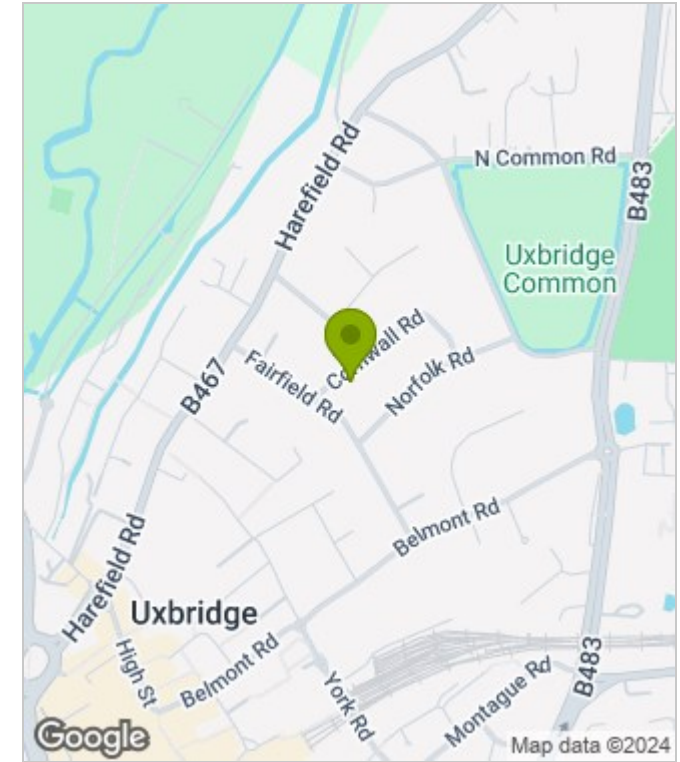 N Common Rd
B483
Harefield Rd
Uxbridge
Common
Cornwall Rd
Norfolk Rd
Fairfield Rd
B467
Belmont Rd
Harefield Rd
Uxbridge
High St
Belmont Rd
York Rd
Montague Rd
B483
Google
Map data ©2024